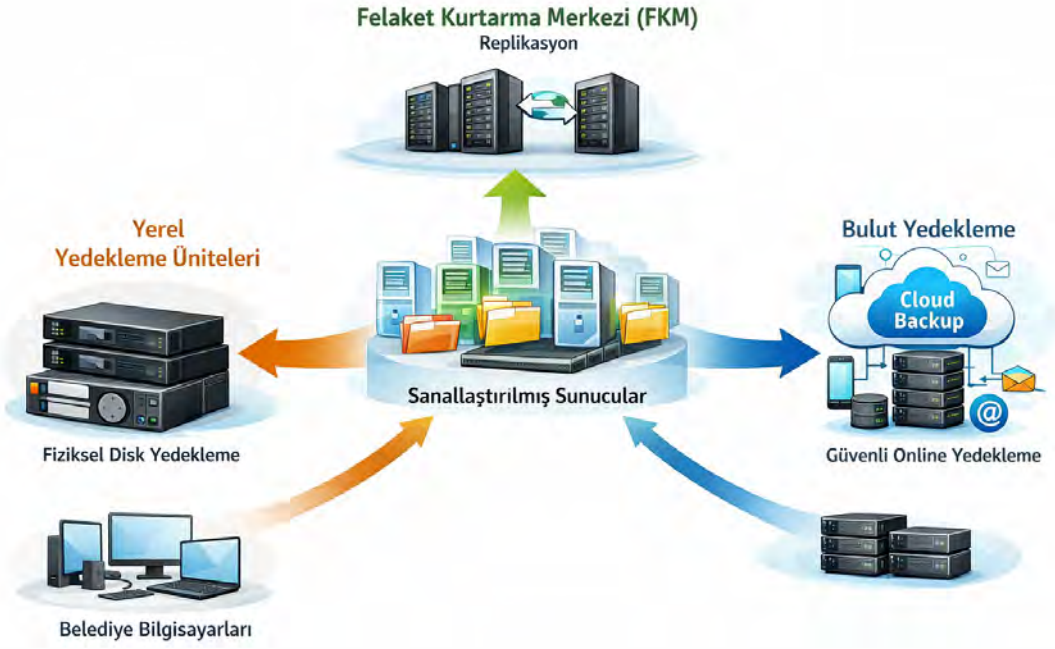 Felaket Kurtarma Merkezi (FKM)
Replikasyon
Yerel
Yedekleme Üniteleri
Bulut Yedekleme
Cloud
Backup
Sanallaştırılmış Sunucular
Fiziksel Disk Yedekleme
@
Güvenli Online Yedekleme
Belediye Bilgisayarları